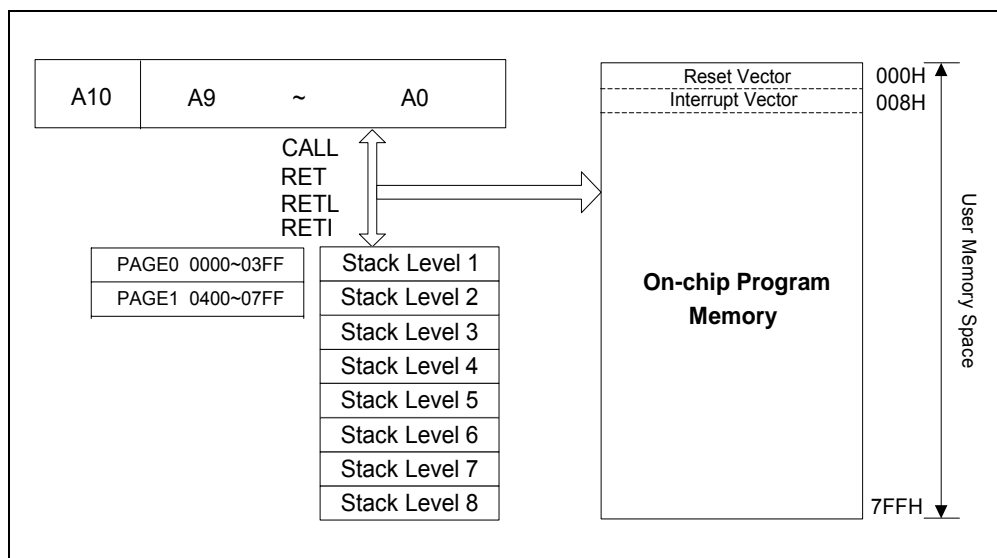 A10 A9 ~ A0
CALL
RET
RETL
RETI
PAGE0 0000~03FF
PAGE1 0400~07FF
Stack Level 1
Stack Level 2
Stack Level 3
Stack Level 4
Stack Level 5
Stack Level 6
Stack Level 7
Stack Level 8
Reset Vector 000H
Interrupt Vector 008H
On-chip Program
Memory
7FFH
User Memory Space